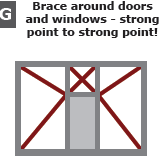 G
Brace around doors
and windows - strong
point to strong point!